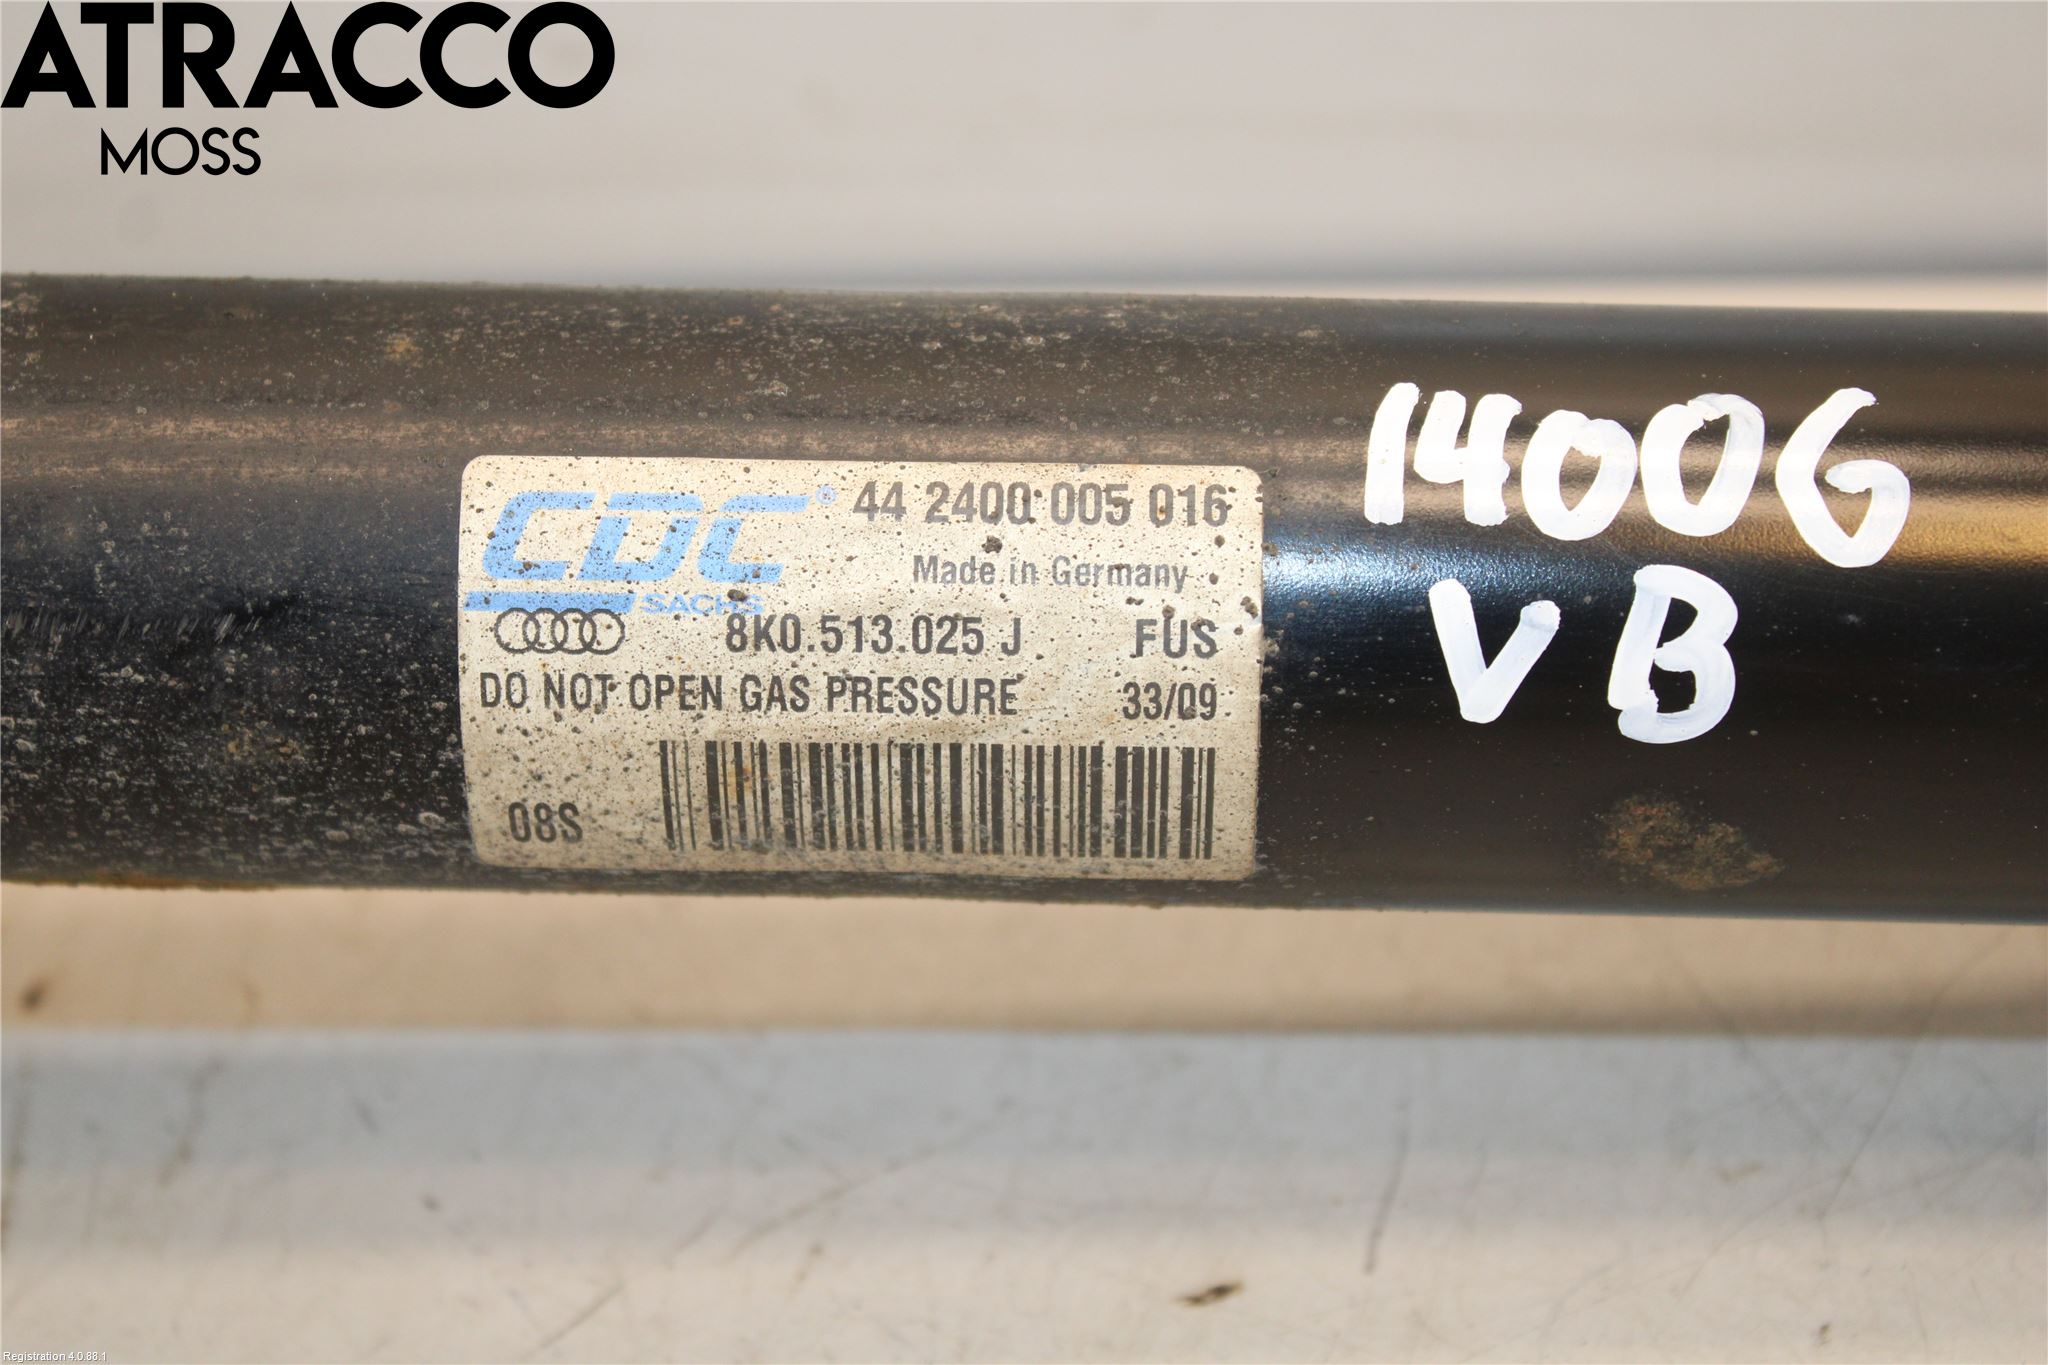 ATRACCO
MOSS
CDC® 44 2400 005 016
Made in Germany
SACHS
8K0.513.025 J FUS
DO NOT OPEN GAS PRESSURE 33/09
08S
1400G
VB
Registration 4.0.88.1